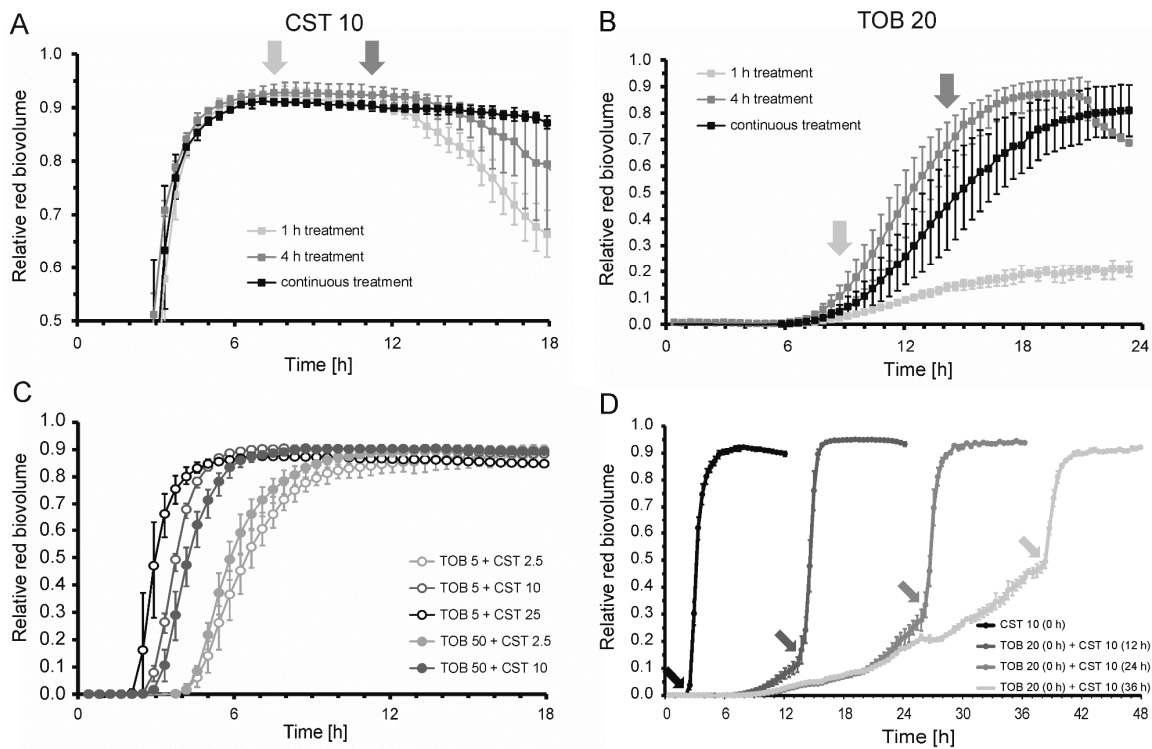 A
CST 10
Relative red biovolume
1.0
0.9
0.8
0.7
0.6
0.5
1 h treatment
4 h treatment
continuous treatment
0
6
12
18
Time [h]
B
TOB 20
Relative red biovolume
1.0
0.9
0.8
0.7
0.6
0.5
0.4
0.3
0.2
0.1
0.0
1 h treatment
4 h treatment
continuous treatment
0
6
12
18
24
Time [h]
C
Relative red biovolume
1.0
0.9
0.8
0.7
0.6
0.5
0.4
0.3
0.2
0.1
0.0
TOB 5 + CST 2.5
TOB 5 + CST 10
TOB 5 + CST 25
TOB 50 + CST 2.5
TOB 50 + CST 10
0
6
12
18
Time [h]
D
Relative red biovolume
1.0
0.9
0.8
0.7
0.6
0.5
0.4
0.3
0.2
0.1
0.0
CST 10 (0 h)
TOB 20 (0 h) + CST 10 (12 h)
TOB 20 (0 h) + CST 10 (24 h)
TOB 20 (0 h) + CST 10 (36 h)
0
6
12
18
24
30
36
42
48
Time [h]